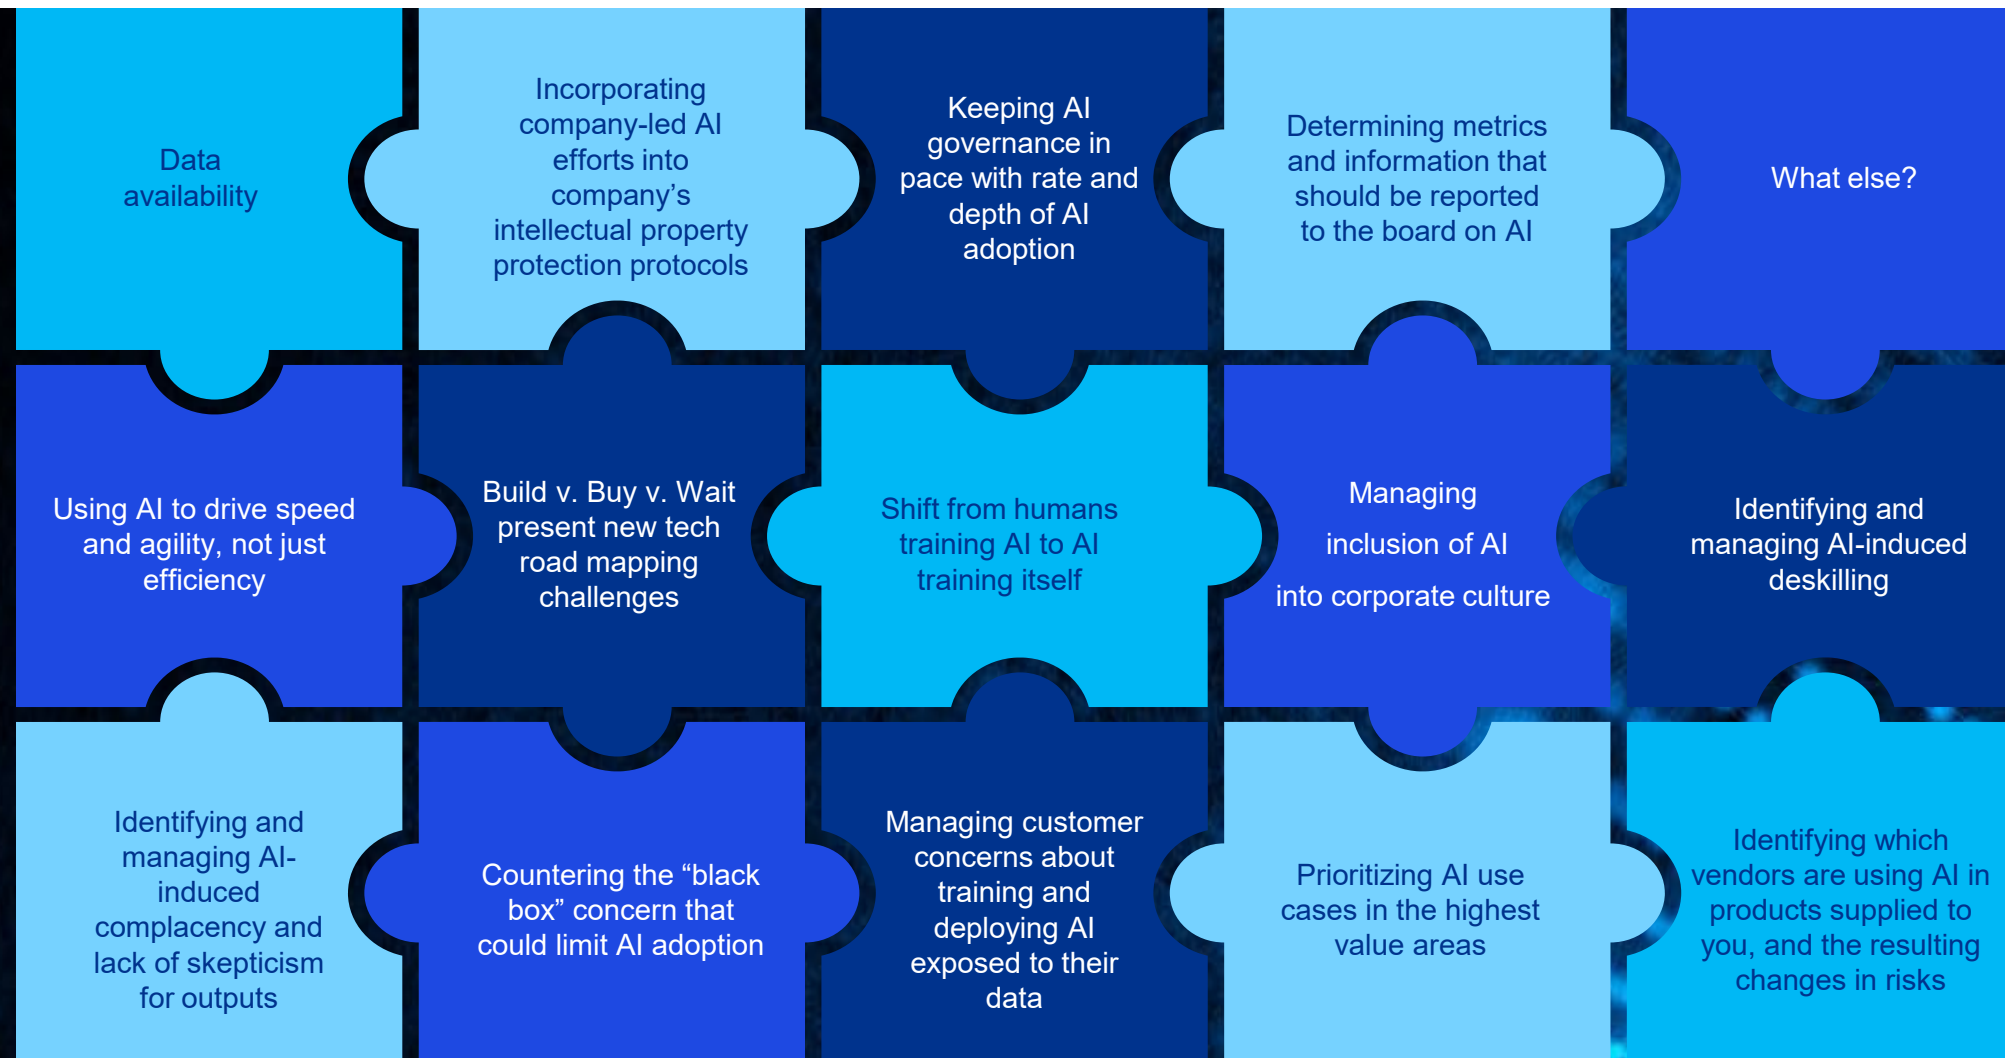 Data
availability
Incorporating
company-led AI
efforts into
company’s
intellectual property
protection protocols
Keeping AI
governance in
pace with rate and
depth of AI
adoption
Determining metrics
and information that
should be reported
to the board on AI
What else?
Using AI to drive speed
and agility, not just
efficiency
Build v. Buy v. Wait
present new tech
road mapping
challenges
Shift from humans
training AI to AI
training itself
Managing
inclusion of AI
into corporate culture
Identifying and
managing AI-induced
deskilling
Identifying and
managing AI-
induced
complacency and
lack of skepticism
for outputs
Countering the “black
box” concern that
could limit AI adoption
Managing customer
concerns about
training and
deploying AI
exposed to their
data
Prioritizing AI use
cases in the highest
value areas
Identifying which
vendors are using AI in
products supplied to
you, and the resulting
changes in risks